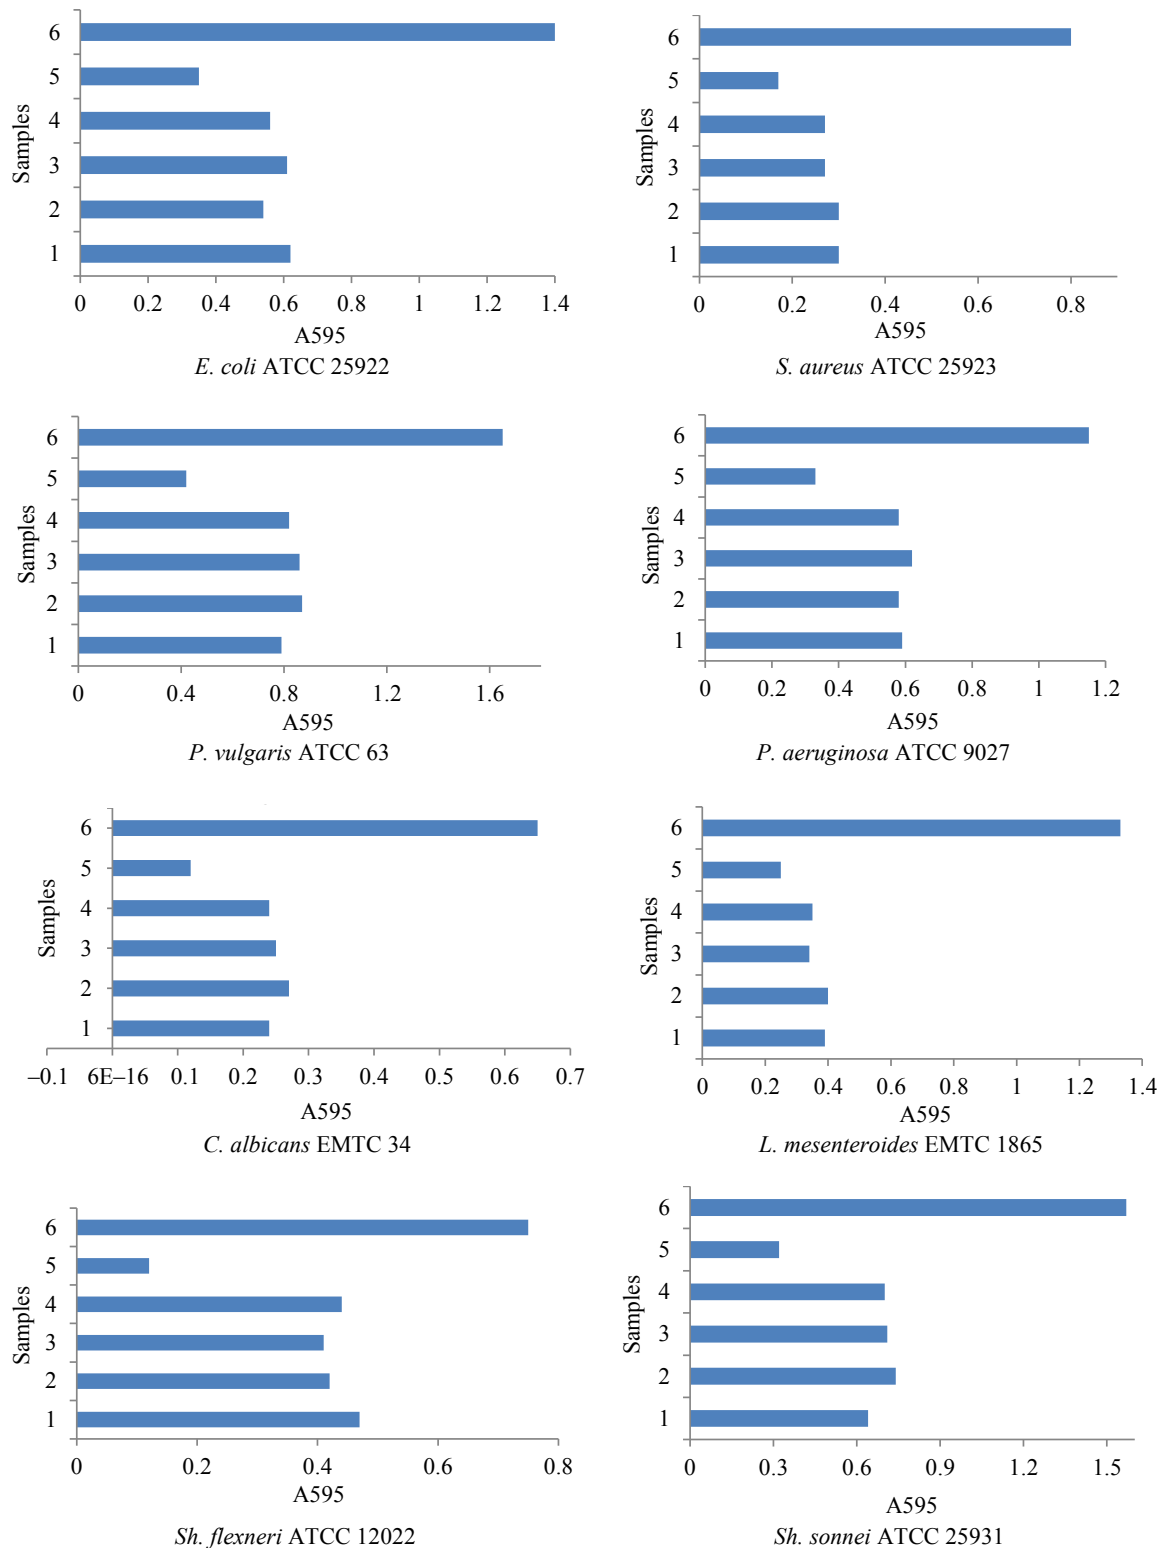 6
5
4
3
2
1
Samples
0 0.2 0.4 0.6 0.8 1 1.2 1.4
A595
E. coli ATCC 25922
6
5
4
3
2
1
Samples
0 0.2 0.4 0.6 0.8
A595
S. aureus ATCC 25923
6
5
4
3
2
1
Samples
0 0.4 0.8 1.2 1.6
A595
P. vulgaris ATCC 63
6
5
4
3
2
1
Samples
0 0.2 0.4 0.6 0.8 1 1.2
A595
P. aeruginosa ATCC 9027
6
5
4
3
2
1
Samples
–0.1 6E–16 0.1 0.2 0.3 0.4 0.5 0.6 0.7
A595
C. albicans EMTC 34
6
5
4
3
2
1
Samples
0 0.2 0.4 0.6 0.8 1 1.2 1.4
A595
L. mesenteroides EMTC 1865
6
5
4
3
2
1
Samples
0 0.2 0.4 0.6 0.8
A595
Sh. flexneri ATCC 12022
6
5
4
3
2
1
Samples
0 0.3 0.6 0.9 1.2 1.5
A595
Sh. sonnei ATCC 25931